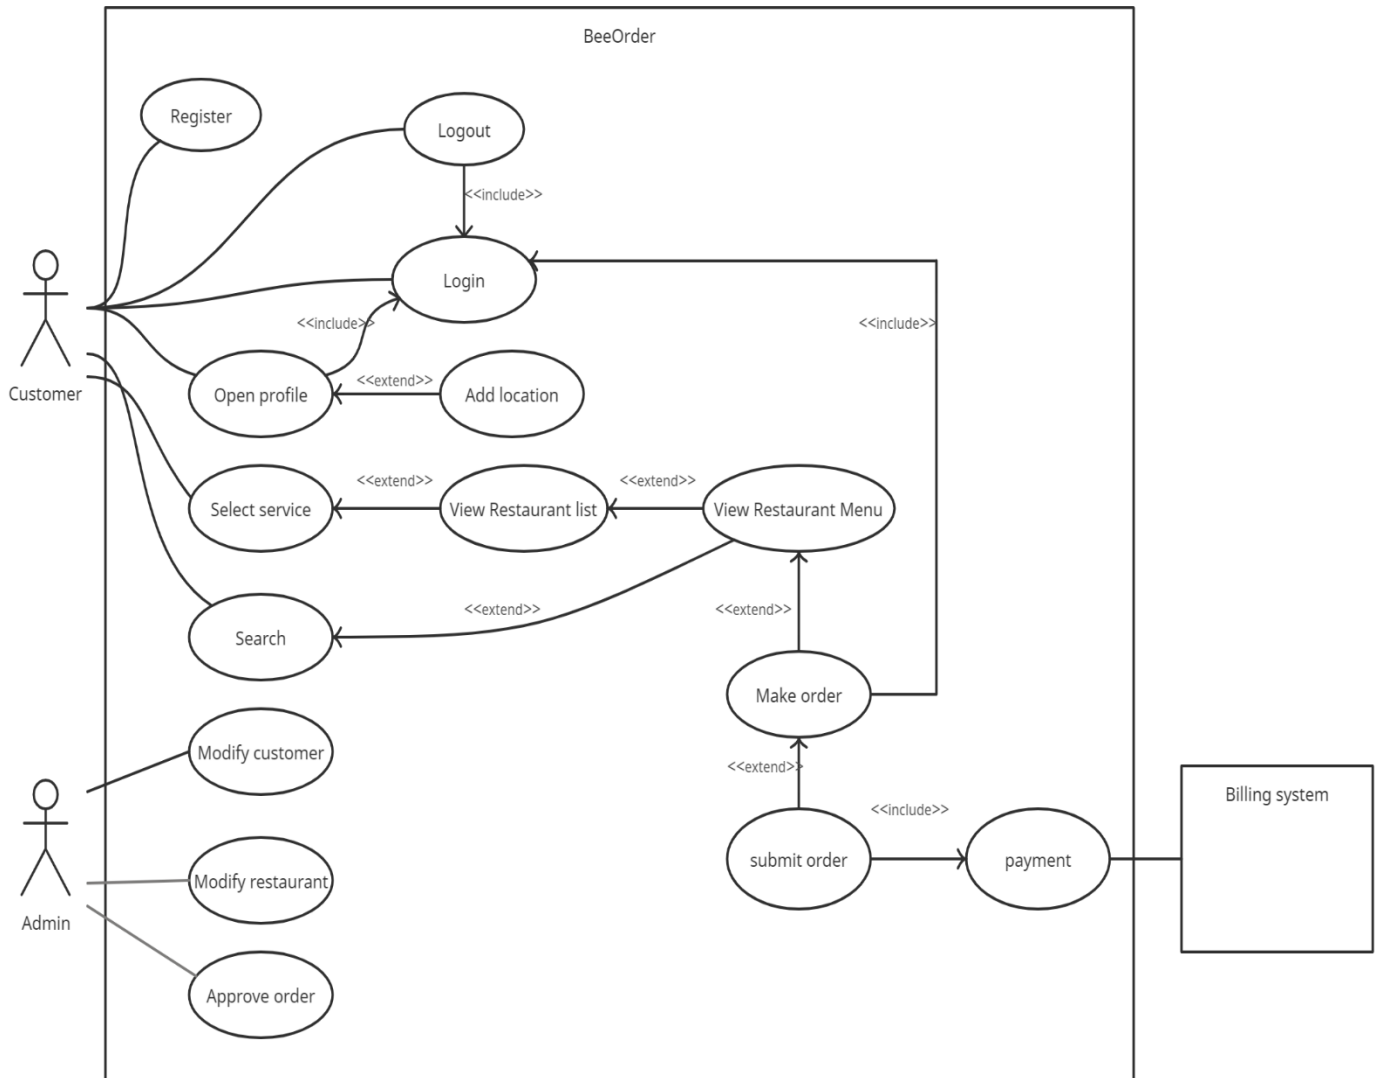 BeeOrder
Register
Logout
<<include>>
Login
<<include>>
<<include>>
Customer
Open profile
<<extend>>
Add location
<<extend>>
<<extend>>
Select service
View Restaurant list
View Restaurant Menu
<<extend>>
<<extend>>
Search
Make order
Modify customer
<<extend>>
Billing system
<<include>>
submit order
payment
Modify restaurant
Admin
Approve order